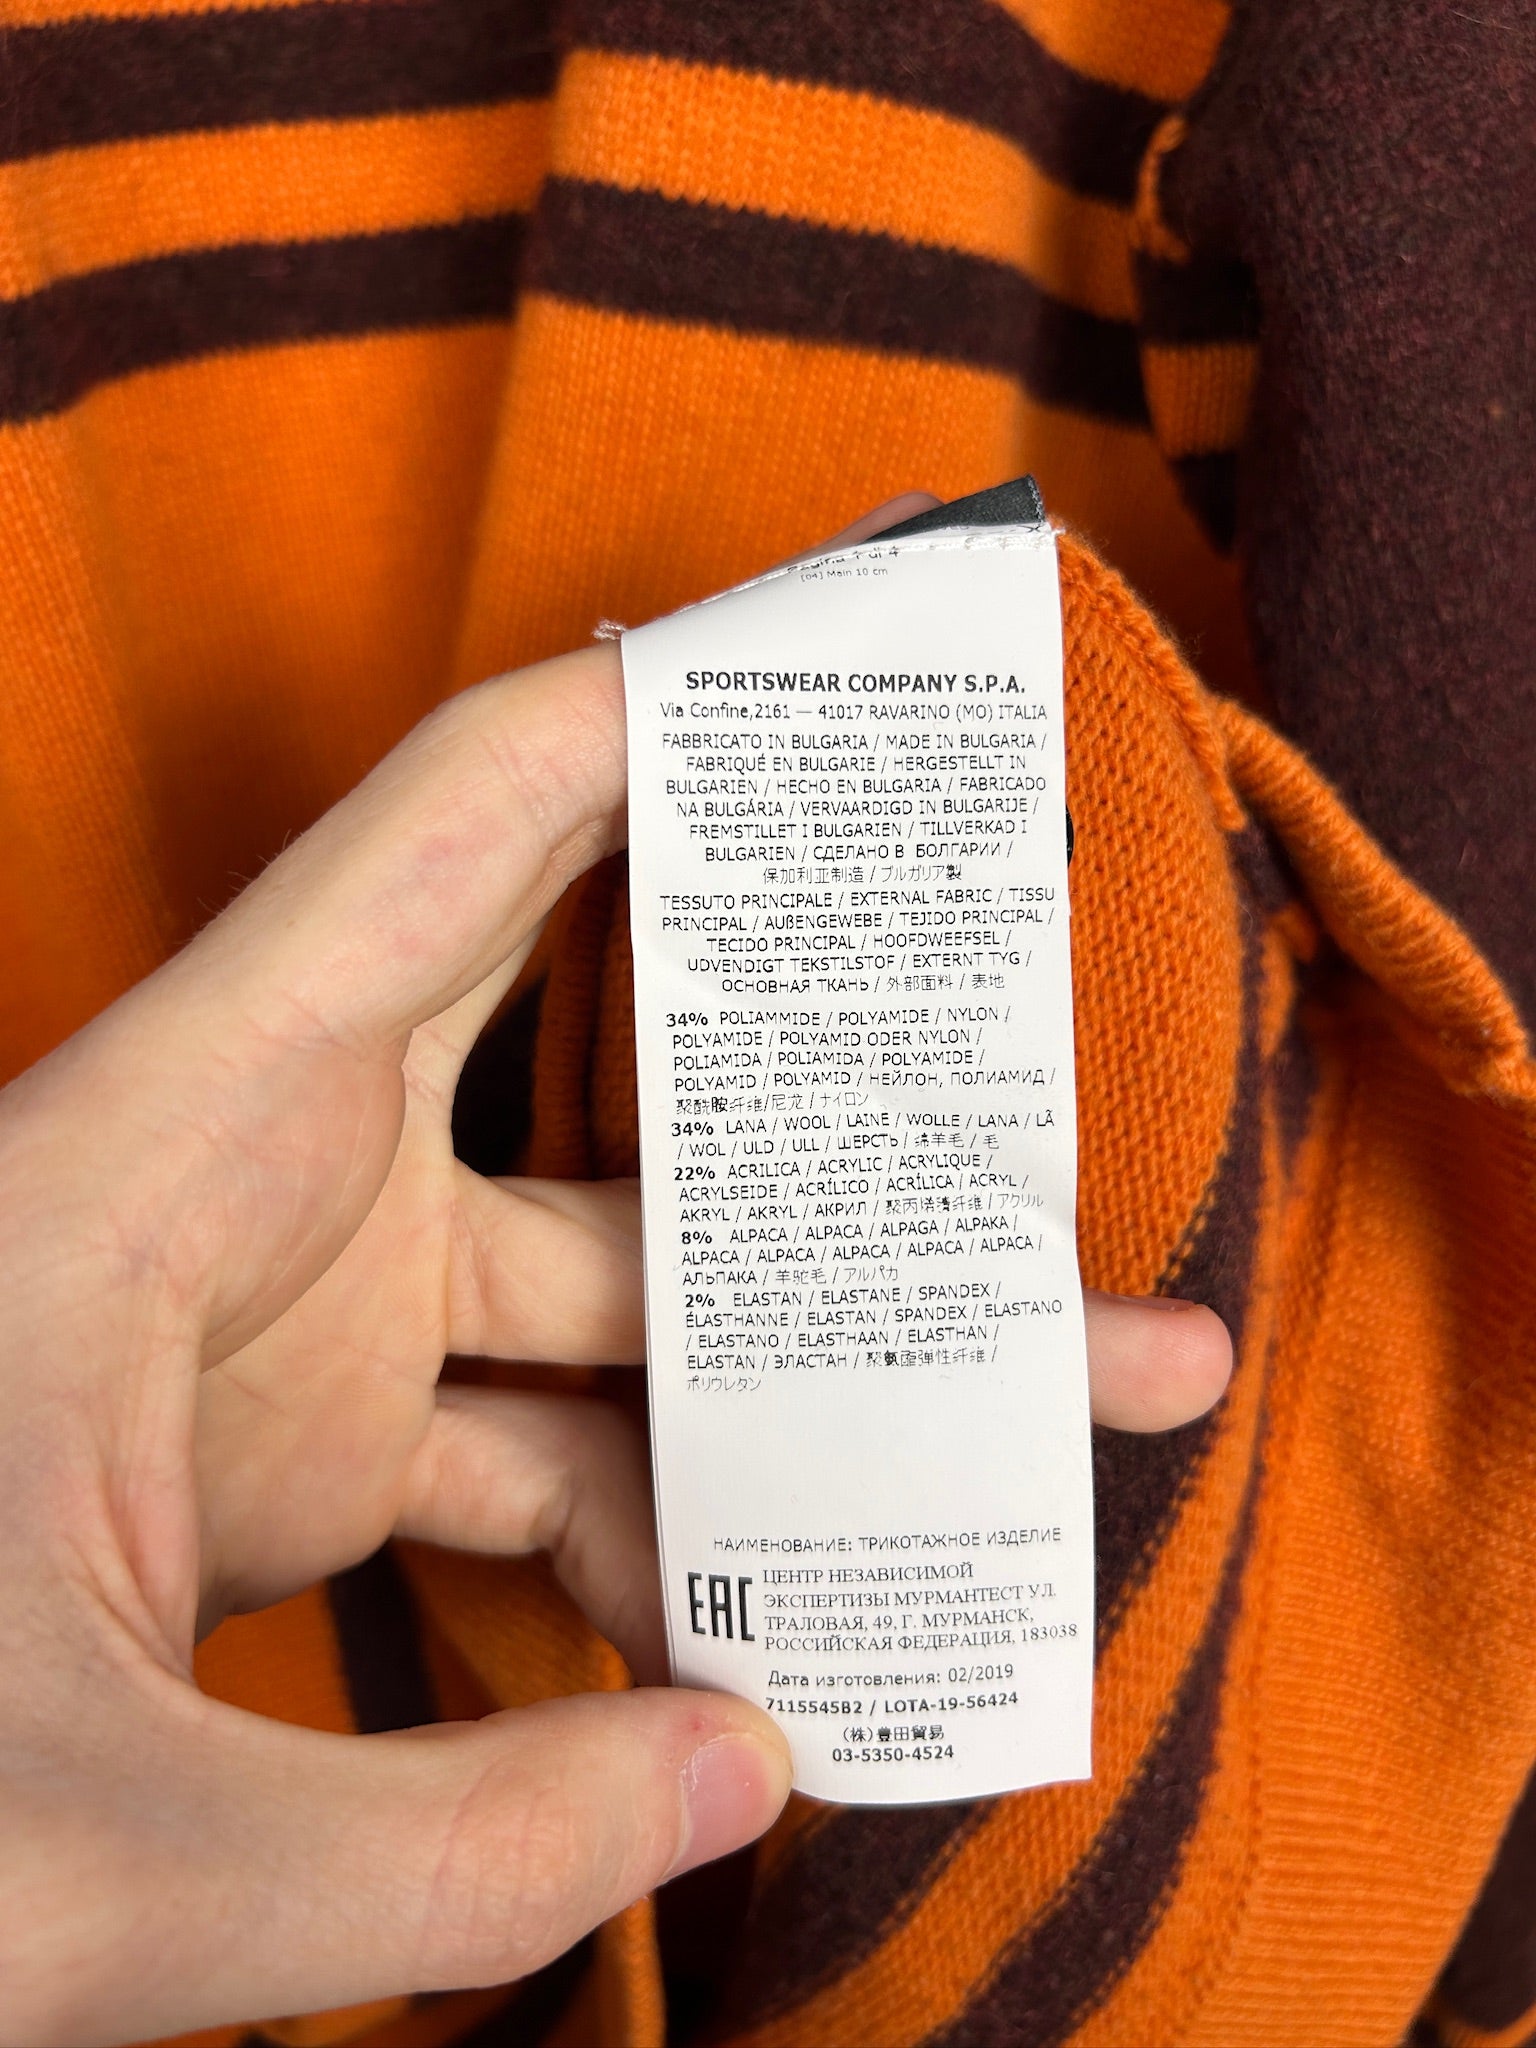 [04] Main 10 cm
SPORTSWEAR COMPANY S.P.A.
Via Confine,2161 — 41017 RAVARINO (MO) ITALIA
FABBRICATO IN BULGARIA / MADE IN BULGARIA /
FABRIQUÉ EN BULGARIE / HERGESTELLT IN
BULGARIEN / HECHO EN BULGARIA / FABRICADO
NA BULGÁRIA / VERVAARDIGD IN BULGARIJE /
FREMSTILLET I BULGARIEN / TILLVERKAD I
BULGARIEN / СДЕЛАНО В БОЛГАРИИ /
保加利亚制造 / ブルガリア製
TESSUTO PRINCIPALE / EXTERNAL FABRIC / TISSU
PRINCIPAL / AUßENGEWEBE / TEJIDO PRINCIPAL /
TECIDO PRINCIPAL / HOOFDWEEFSEL /
UDVENDIGT TEKSTILSTOF / EXTERNT TYG /
ОСНОВНАЯ ТКАНЬ / 外部面料 / 表地
34% POLIAMMIDE / POLYAMIDE / NYLON /
POLYAMIDE / POLYAMID ODER NYLON /
POLIAMIDA / POLIAMIDA / POLYAMIDE /
POLYAMID / POLYAMID / НЕЙЛОН, ПОЛИАМИД /
聚酰胺纤维/尼龙 / ナイロン
34% LANA / WOOL / LAINE / WOLLE / LANA / LÃ
/ WOL / ULD / ULL / ШЕРСТЬ / 绵羊毛 / 毛
22% ACRILICA / ACRYLIC / ACRYLIQUE /
ACRYLSEIDE / ACRÍLICO / ACRÍLICA / ACRYL /
AKRYL / AKRYL / АКРИЛ / 聚丙烯腈纤维 / アクリル
8% ALPACA / ALPACA / ALPAGA / ALPAKA /
ALPACA / ALPACA / ALPACA / ALPACA / ALPACA /
АЛЬПАКА / 羊驼毛 / アルパカ
2% ELASTAN / ELASTANE / SPANDEX /
ÉLASTHANNE / ELASTAN / SPANDEX / ELASTANO
/ ELASTANO / ELASTHAAN / ELASTHAN /
ELASTAN / ЭЛАСТАН / 聚氨酯弹性纤维 /
ポリウレタン
НАИМЕНОВАНИЕ: ТРИКОТАЖНОЕ ИЗДЕЛИЕ
EAC ЦЕНТР НЕЗАВИСИМОЙ
ЭКСПЕРТИЗЫ МУРМАНТЕСТ УЛ.
ТРАЛОВАЯ, 49, Г. МУРМАНСК,
РОССИЙСКАЯ ФЕДЕРАЦИЯ, 183038
Дата изготовления: 02/2019
7115545B2 / LOTA-19-56424
(株)豊田貿易
03-5350-4524